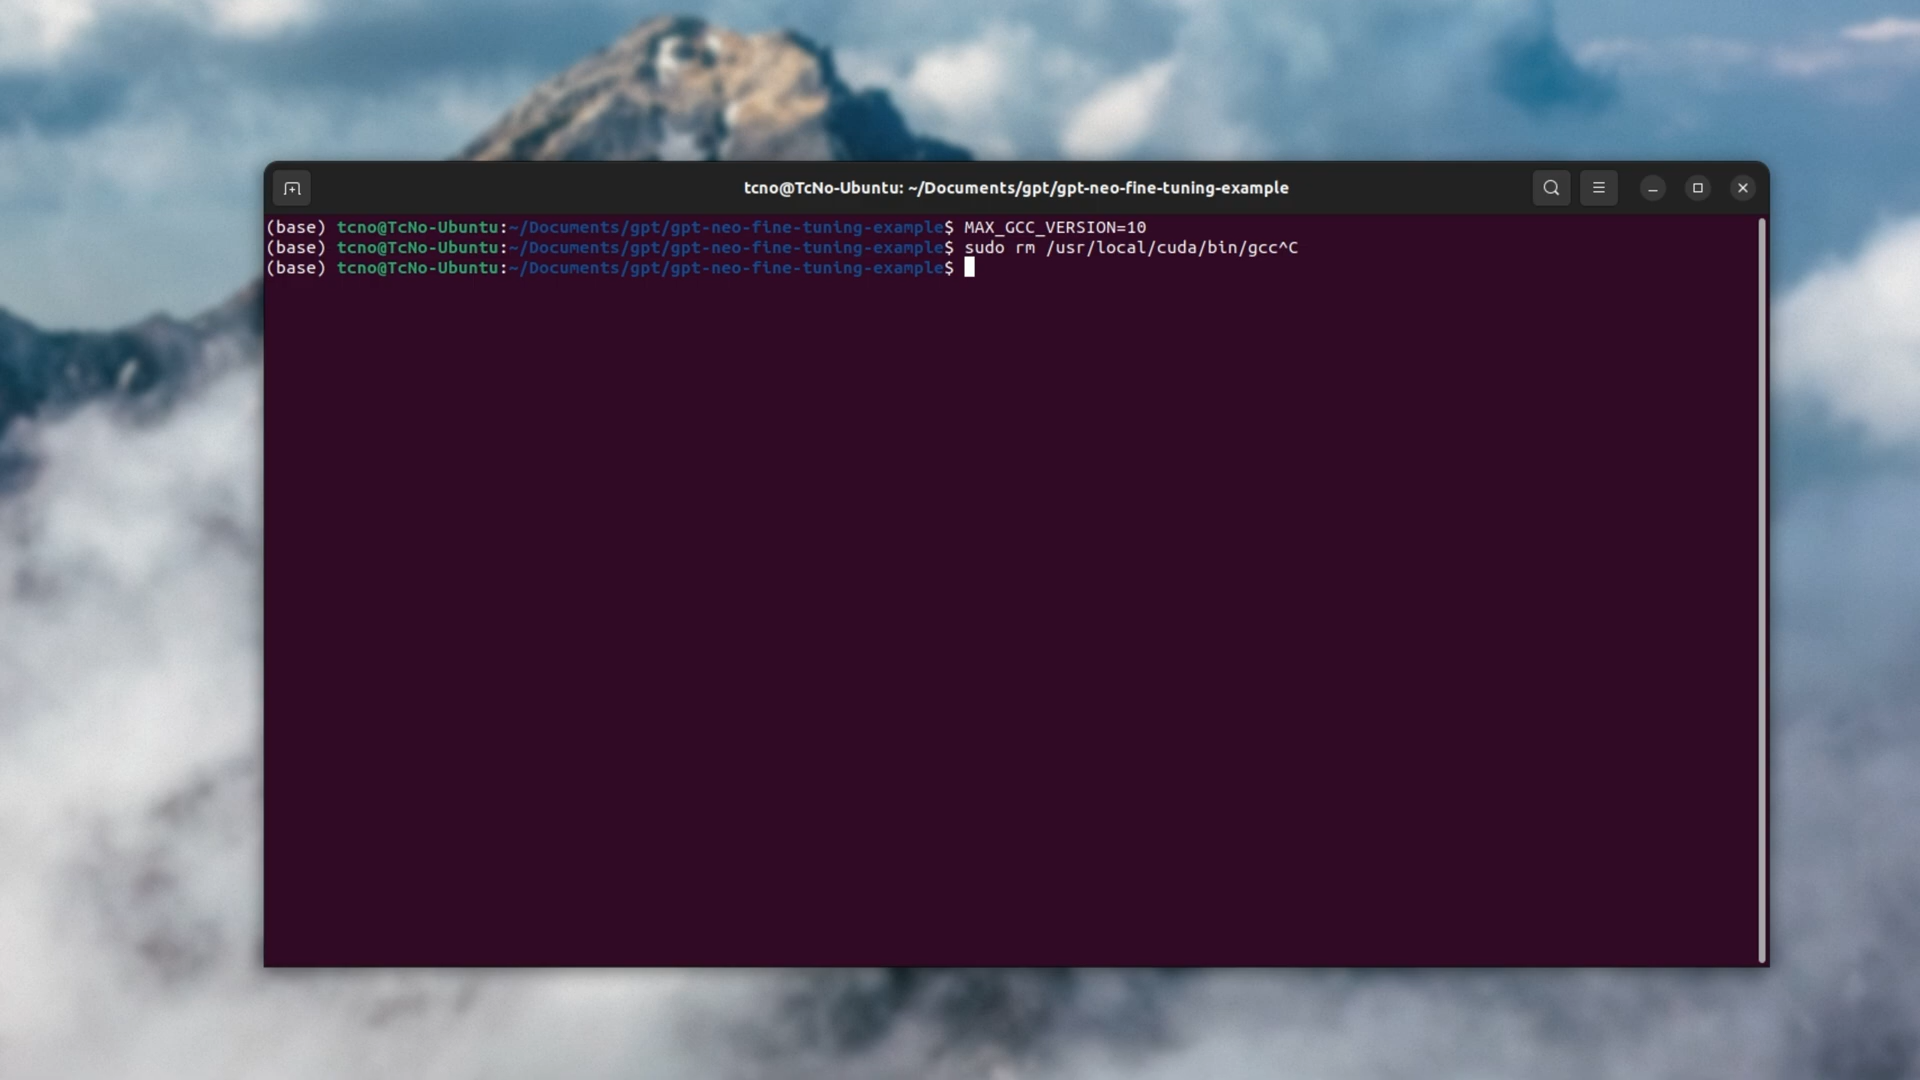 tcno@TcNo-Ubuntu: ~/Documents/gpt/gpt-neo-fine-tuning-example
(base) tcno@TcNo-Ubuntu:~/Documents/gpt/gpt-neo-fine-tuning-example$ MAX_GCC_VERSION=10
(base) tcno@TcNo-Ubuntu:~/Documents/gpt/gpt-neo-fine-tuning-example$ sudo rm /usr/local/cuda/bin/gcc^C
(base) tcno@TcNo-Ubuntu:~/Documents/gpt/gpt-neo-fine-tuning-example$